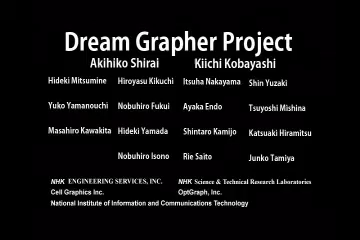 Dream Grapher Project
Akihiko Shirai Kiichi Kobayashi
Hideki Mitsumine Hiroyasu Kikuchi Itsuha Nakayama Shin Yuzaki
Yuko Yamanouchi Nobuhiro Fukui Ayaka Endo Tsuyoshi Mishina
Masahiro Kawakita Hideki Yamada Shintaro Kamijo Katsuaki Hiramitsu
Nobuhiro Isono Rie Saito Junko Tamiya
NHK ENGINEERING SERVICES, INC. NHK Science & Technical Research Laboratories
Cell Graphics Inc. OptGraph, Inc.
National Institute of Information and Communications Technology